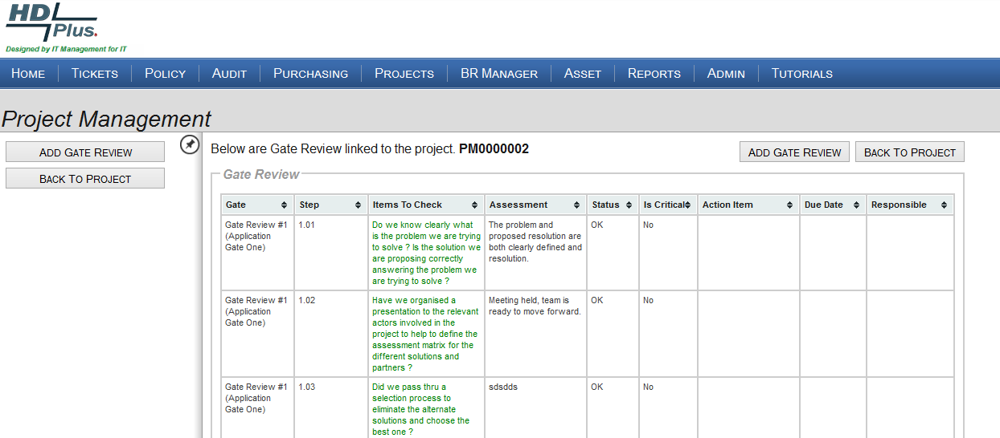 HD
Plus.
Designed by IT Management for IT
HOME TICKETS POLICY AUDIT PURCHASING PROJECTS BR MANAGER ASSET REPORTS ADMIN TUTORIALS
Project Management
ADD GATE REVIEW
BACK TO PROJECT
Below are Gate Review linked to the project. PM0000002
ADD GATE REVIEW BACK TO PROJECT
Gate Review
Gate Step Items To Check Assessment Status Is Critical Action Item Due Date Responsible
Gate Review #1
(Application
Gate One)
1.01
Do we know clearly what
is the problem we are trying
to solve ? Is the solution we
are proposing correctly
answering the problem we
are trying to solve ?
The problem and
proposed resolution are
both clearly defined and
resolution.
OK
No
Gate Review #1
(Application
Gate One)
1.02
Have we organised a
presentation to the relevant
actors involved in the
project to help to define the
assessment matrix for the
different solutions and
partners ?
Meeting held, team is
ready to move forward.
OK
No
Gate Review #1
(Application
Gate One)
1.03
Did we pass thru a
selection process to
eliminate the alternate
solutions and choose the
best one ?
sdsdds
OK
No